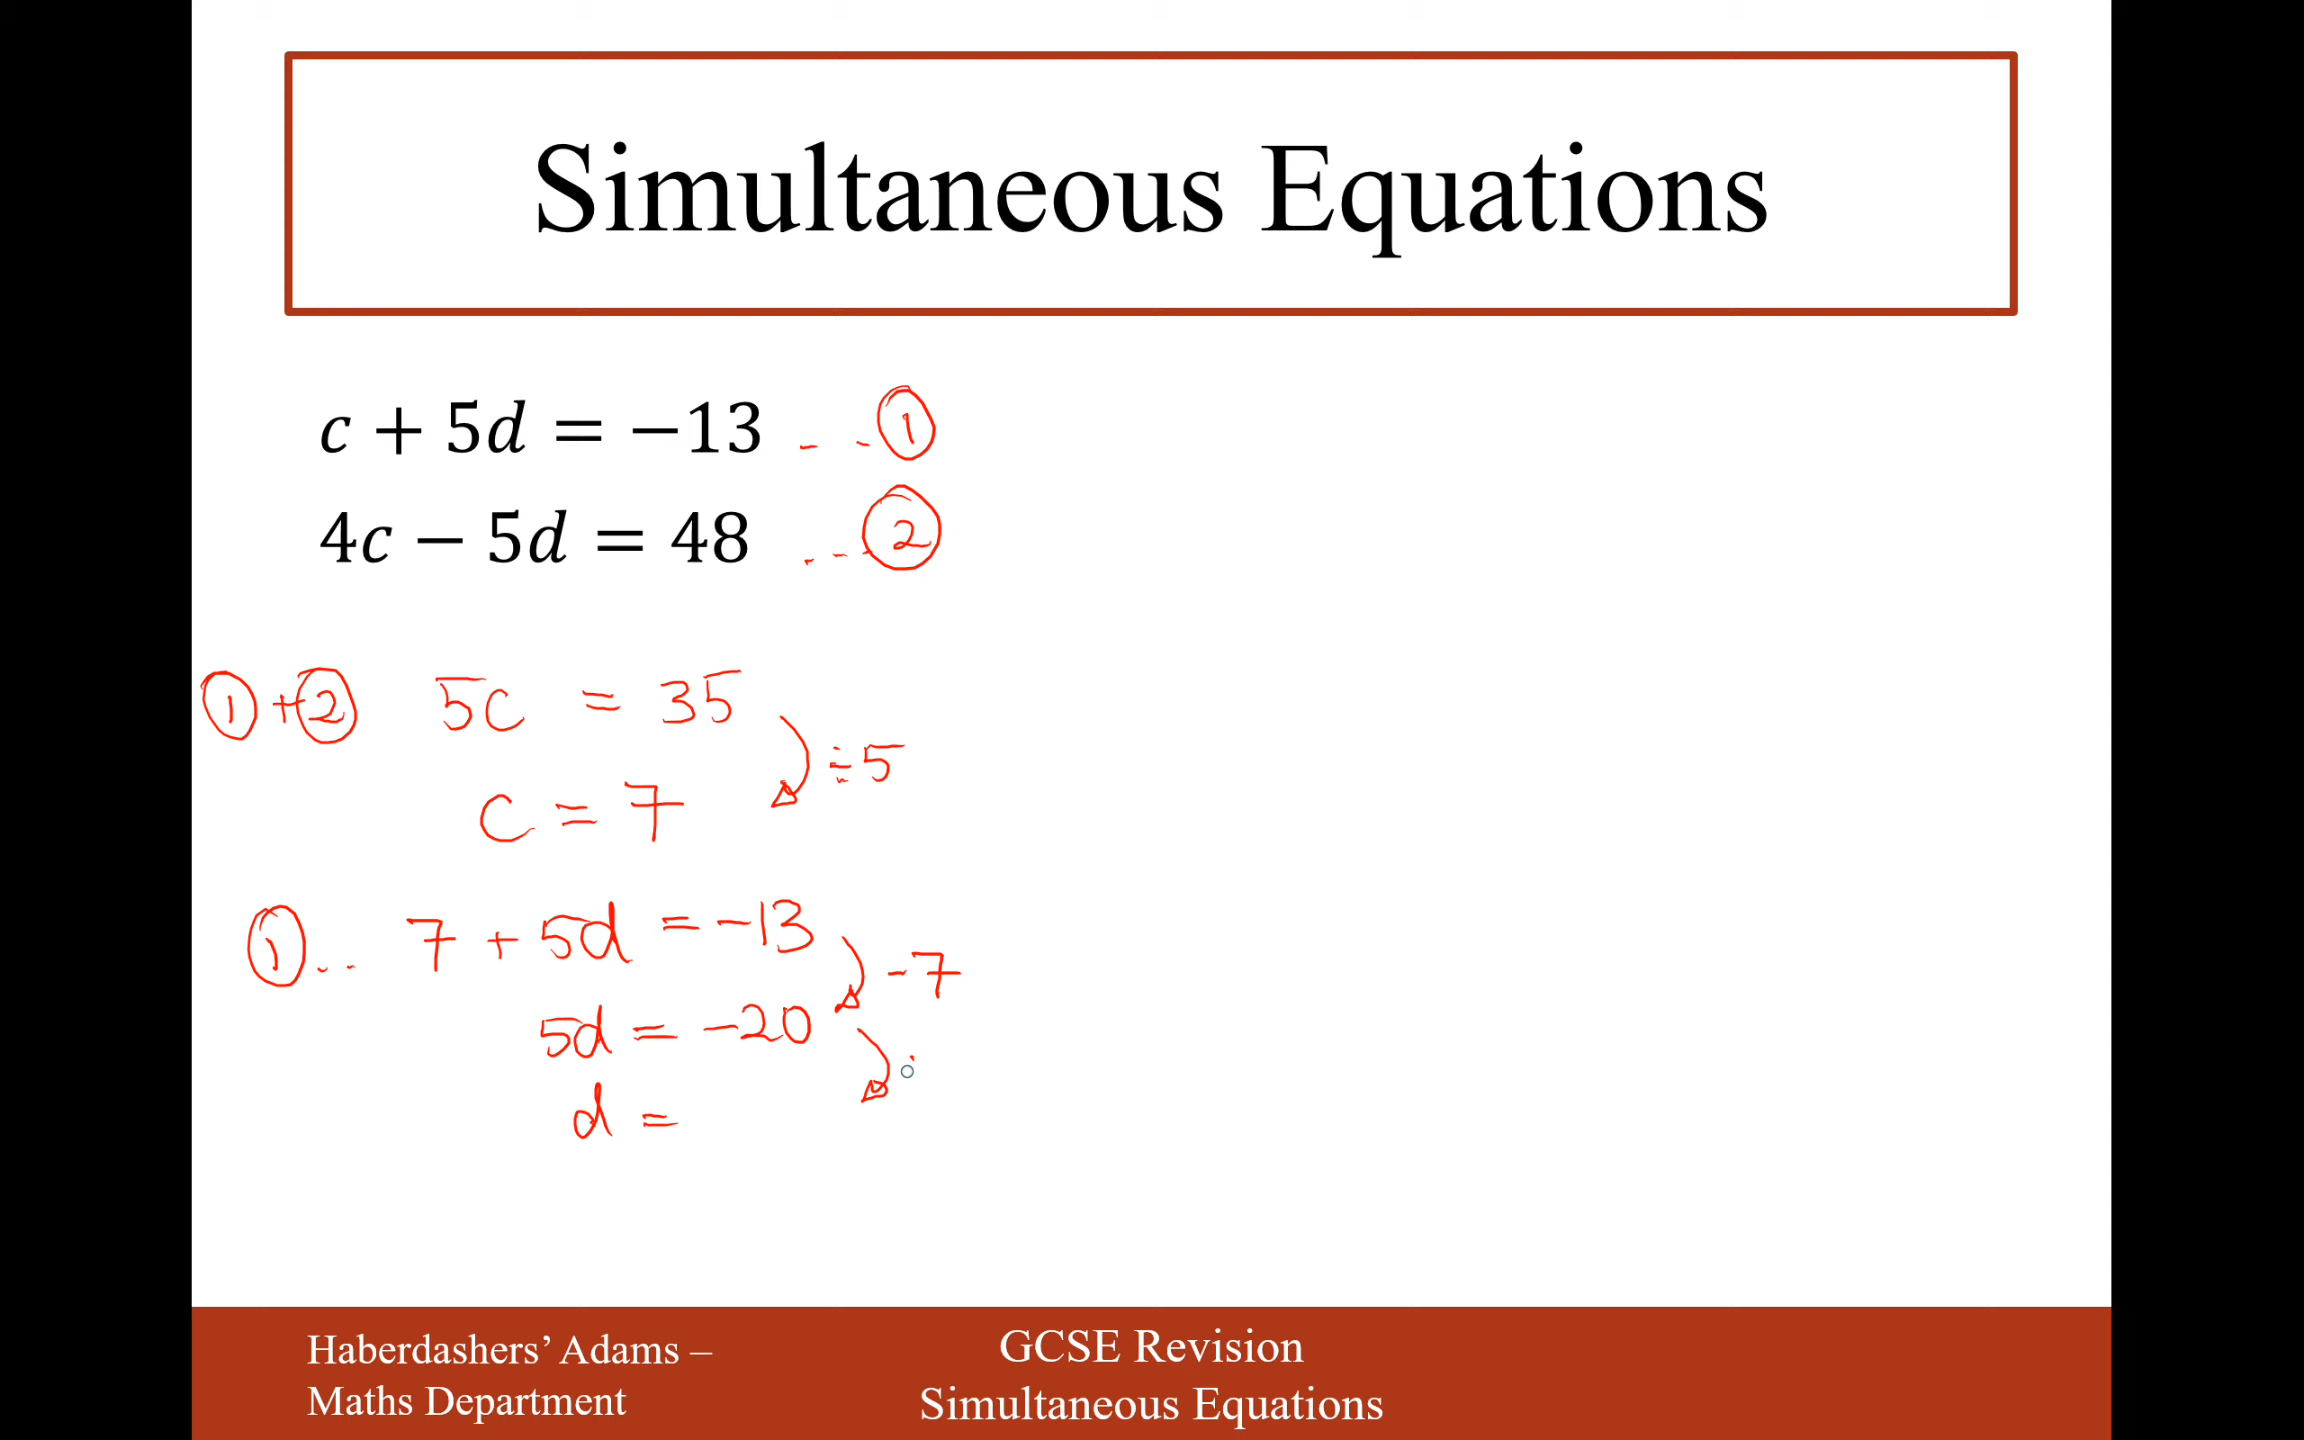 Simultaneous Equations
c + 5d = −13 - - ①
4c − 5d = 48 - - - ②
① + ② 5c = 35
÷5
c = 7
① .. 7 + 5d = -13
-7
5d = -20
d =
Haberdashers’ Adams –
Maths Department
GCSE Revision
Simultaneous Equations